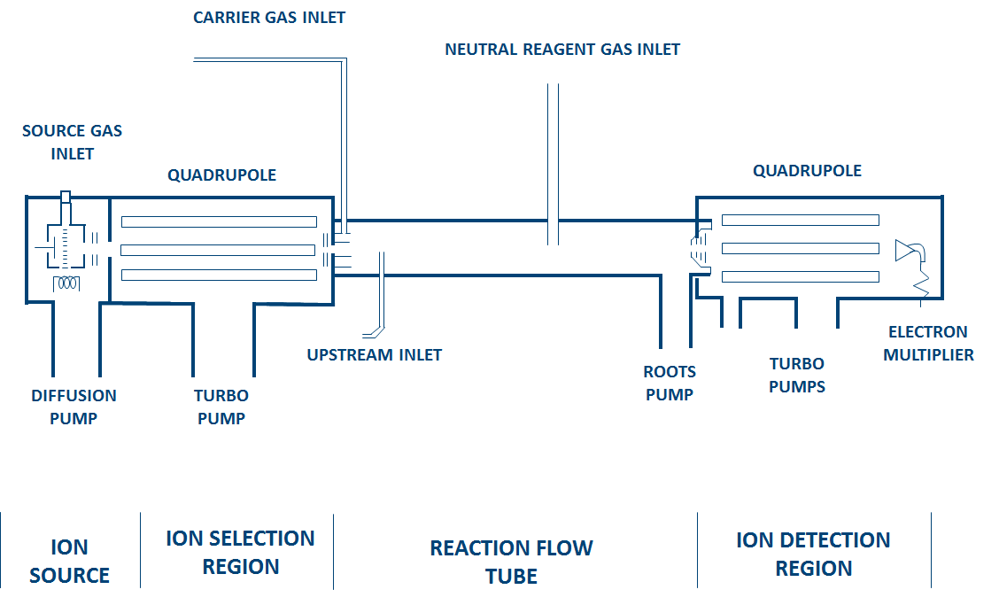 CARRIER GAS INLET
NEUTRAL REAGENT GAS INLET
SOURCE GAS
INLET
QUADRUPOLE
QUADRUPOLE
UPSTREAM INLET
ELECTRON
MULTIPLIER
ROOTS
PUMP
TURBO
PUMPS
DIFFUSION
PUMP
TURBO
PUMP
ION
SOURCE
ION SELECTION
REGION
REACTION FLOW
TUBE
ION DETECTION
REGION